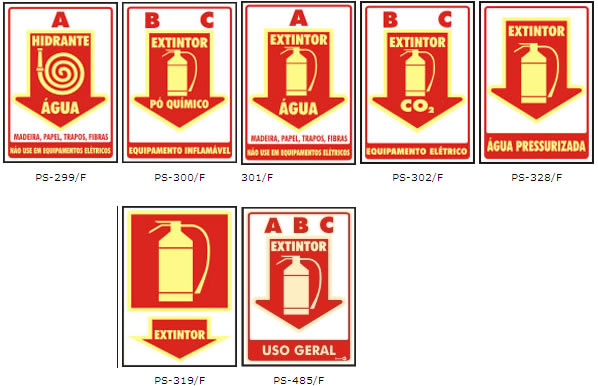 A
HIDRANTE
ÁGUA
MADEIRA, PAPEL, TRAPOS, FIBRAS
NÃO USE EM EQUIPAMENTOS ELÉTRICOS
PS-299/F
B C
EXTINTOR
PÓ QUÍMICO
EQUIPAMENTO INFLAMÁVEL
PS-300/F
A
EXTINTOR
ÁGUA
MADEIRA, PAPEL, TRAPOS, FIBRAS
NÃO USE EM EQUIPAMENTOS ELÉTRICOS
301/F
B C
EXTINTOR
CO₂
EQUIPAMENTO ELÉTRICO
PS-302/F
EXTINTOR
ÁGUA PRESSURIZADA
PS-328/F
EXTINTOR
PS-319/F
A B C
EXTINTOR
USO GERAL
PS-485/F